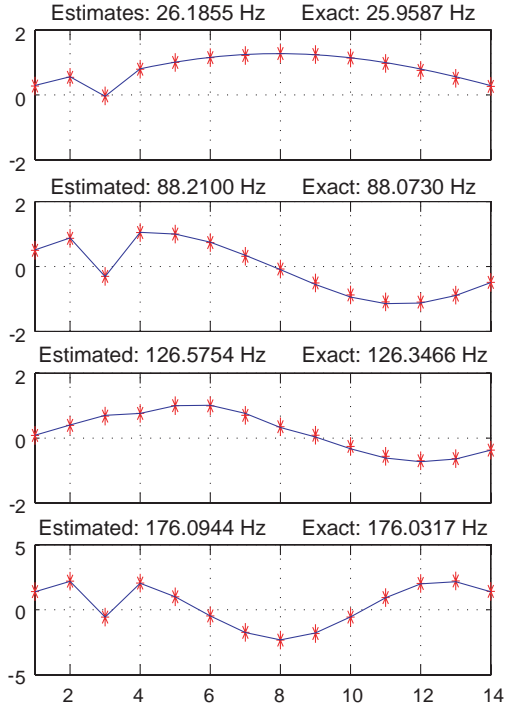 Estimates: 26.1855 Hz Exact: 25.9587 Hz
2
0
-2
Estimated: 88.2100 Hz Exact: 88.0730 Hz
2
0
-2
Estimated: 126.5754 Hz Exact: 126.3466 Hz
2
0
-2
Estimated: 176.0944 Hz Exact: 176.0317 Hz
5
0
-5
2 4 6 8 10 12 14